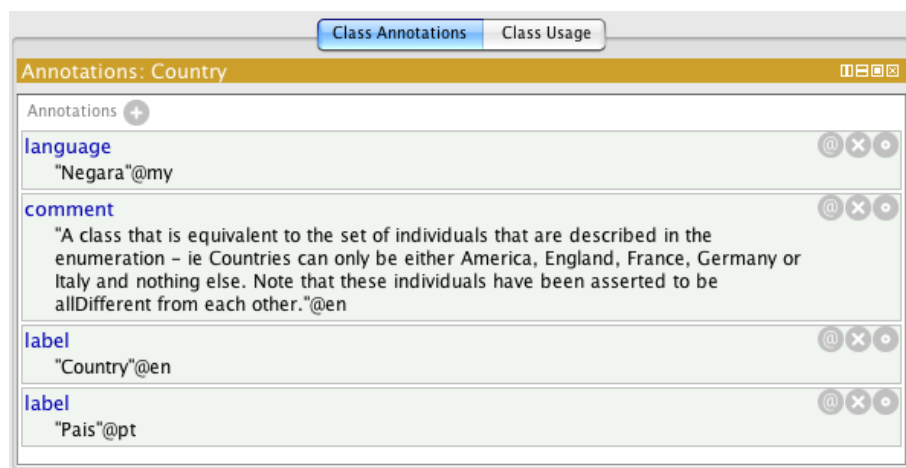 Class Annotations Class Usage
Annotations: Country
Annotations
language
"Negara"@my
comment
"A class that is equivalent to the set of individuals that are described in the
enumeration – ie Countries can only be either America, England, France, Germany or
Italy and nothing else. Note that these individuals have been asserted to be
allDifferent from each other."@en
label
"Country"@en
label
"Pais"@pt